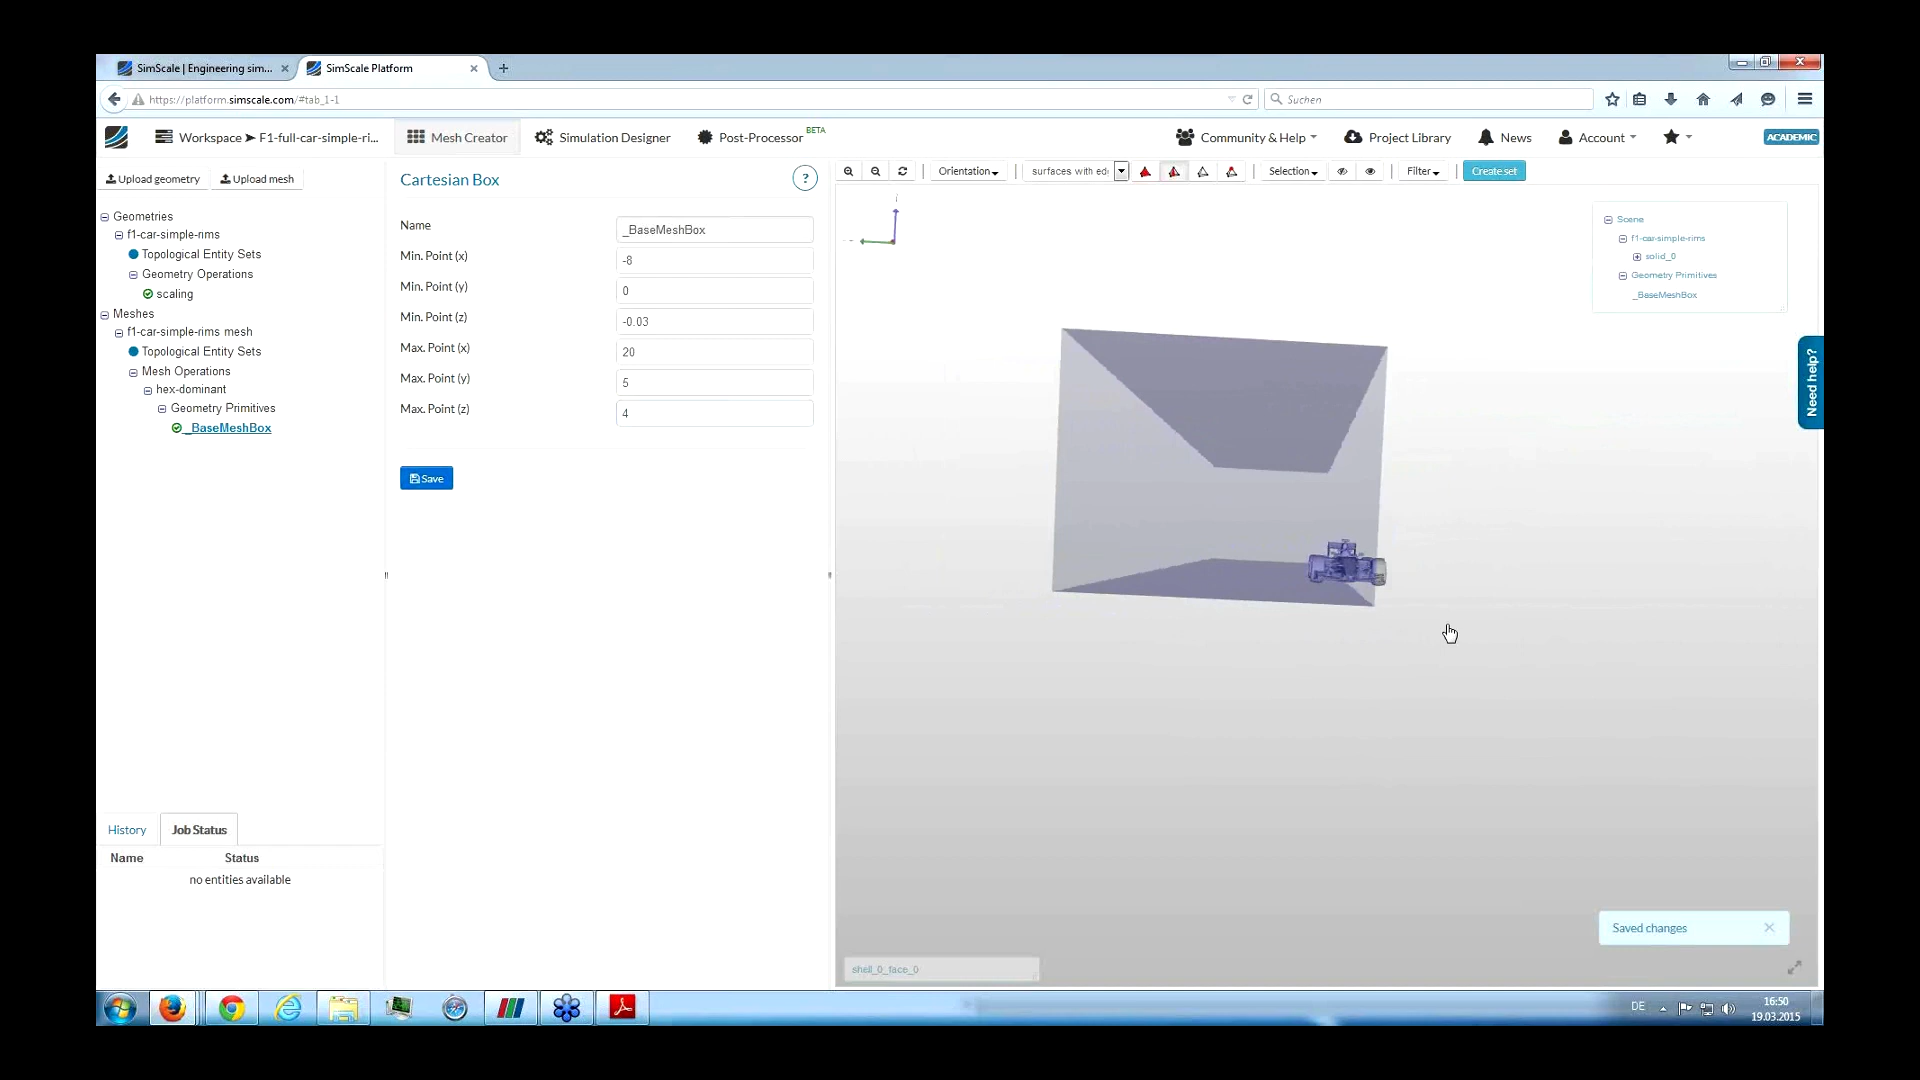 SimScale | Engineering sim...
SimScale Platform
https://platform.simscale.com/#tab_1-1
Suchen
Workspace ➤ F1-full-car-simple-ri...
Mesh Creator
Simulation Designer
Post-Processor BETA
Community & Help
Project Library
News
Account
ACADEMIC
Upload geometry
Upload mesh
Geometries
f1-car-simple-rims
Topological Entity Sets
Geometry Operations
scaling
Meshes
f1-car-simple-rims mesh
Topological Entity Sets
Mesh Operations
hex-dominant
Geometry Primitives
_BaseMeshBox
History
Job Status
Name Status
no entities available
Cartesian Box
?
Name _BaseMeshBox
Min. Point (x) -8
Min. Point (y) 0
Min. Point (z) -0.03
Max. Point (x) 20
Max. Point (y) 5
Max. Point (z) 4
Save
Orientation
surfaces with ed
Selection
Filter
Create set
Scene
f1-car-simple-rims
solid_0
Geometry Primitives
_BaseMeshBox
Need help?
Saved changes
shell_0_face_0
DE
16:50
19.03.2015